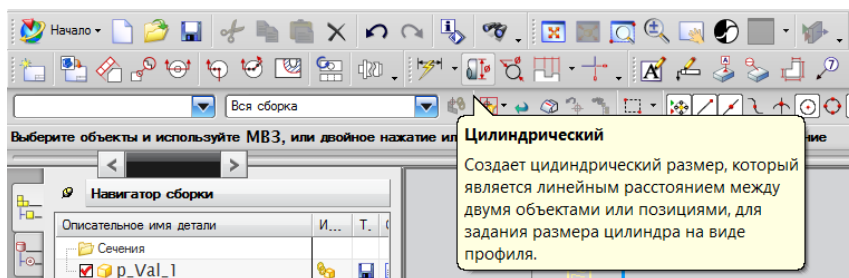 Начало
Вся сборка
Выберите объекты и используйте МВ3, или двойное нажатие ил
ние
Цилиндрический
Создает цидиндрический размер, который
является линейным расстоянием между
двумя объектами или позициями, для
задания размера цилиндра на виде
профиля.
Навигатор сборки
Описательное имя детали И... Т.
Сечения
p_Val_1